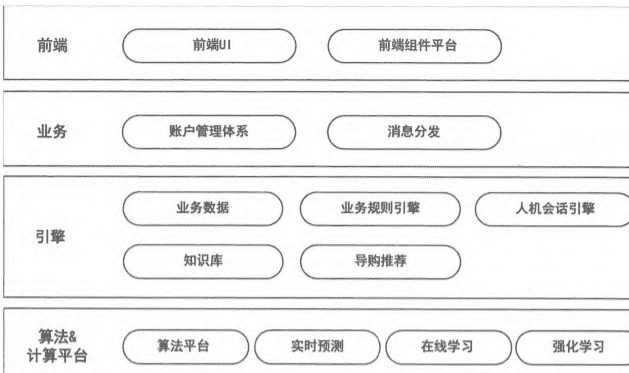 前端 前端UI 前端组件平台
业务 账户管理体系 消息分发
引擎 业务数据 业务规则引擎 人机会话引擎
知识库 导购推荐
算法&
计算平台 算法平台 实时预测 在线学习 强化学习